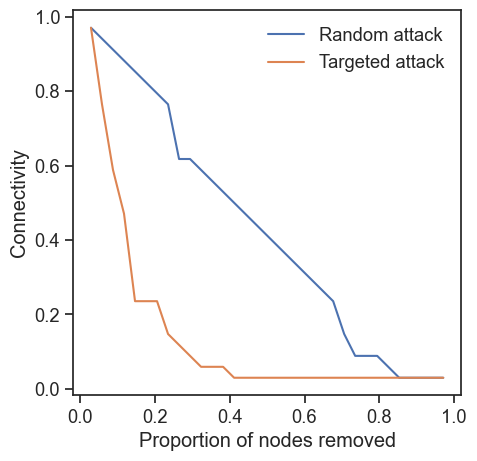 1.0
0.8
0.6
0.4
0.2
0.0
Connectivity
Random attack
Targeted attack
0.0 0.2 0.4 0.6 0.8 1.0
Proportion of nodes removed